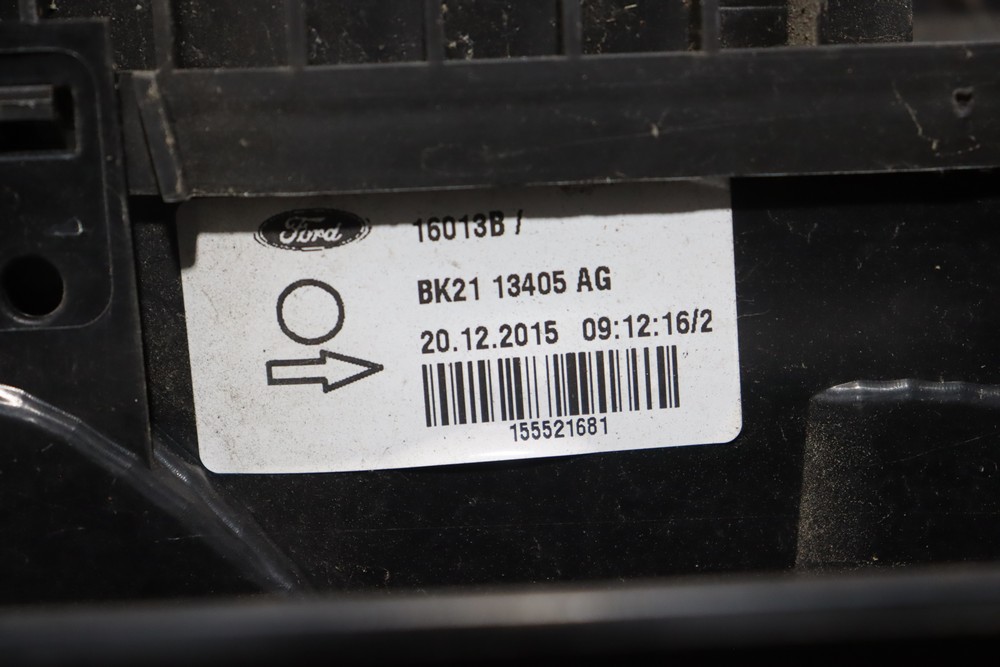 Ford
16013B /
BK21 13405 AG
20.12.2015 09:12:16/2
155521681